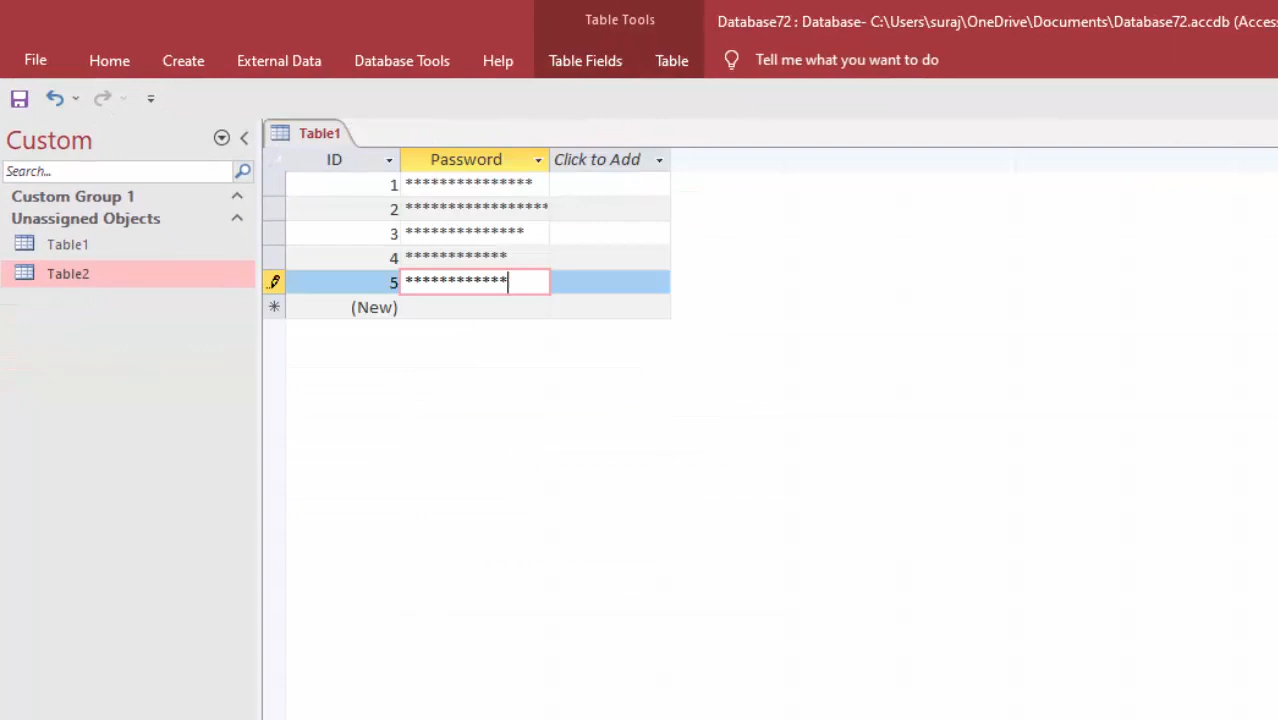 Table Tools
Database72 : Database- C:\Users\suraj\OneDrive\Documents\Database72.accdb (Acces
File Home Create External Data Database Tools Help Table Fields Table Tell me what you want to do
Custom
Table1
Search...
ID Password Click to Add
Custom Group 1
1 ***************
Unassigned Objects
2 *****************
Table1
3 **************
4 ************
Table2
5 ************
(New)